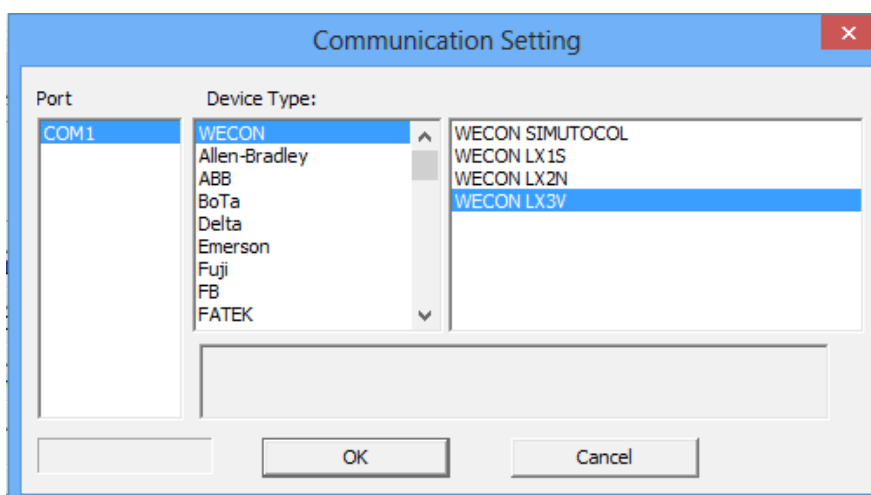 Communication Setting
Port
Device Type:
COM1
WECON
Allen-Bradley
ABB
BoTa
Delta
Emerson
Fuji
FB
FATEK
WECON SIMUTOCOL
WECON LX1S
WECON LX2N
WECON LX3V
OK
Cancel